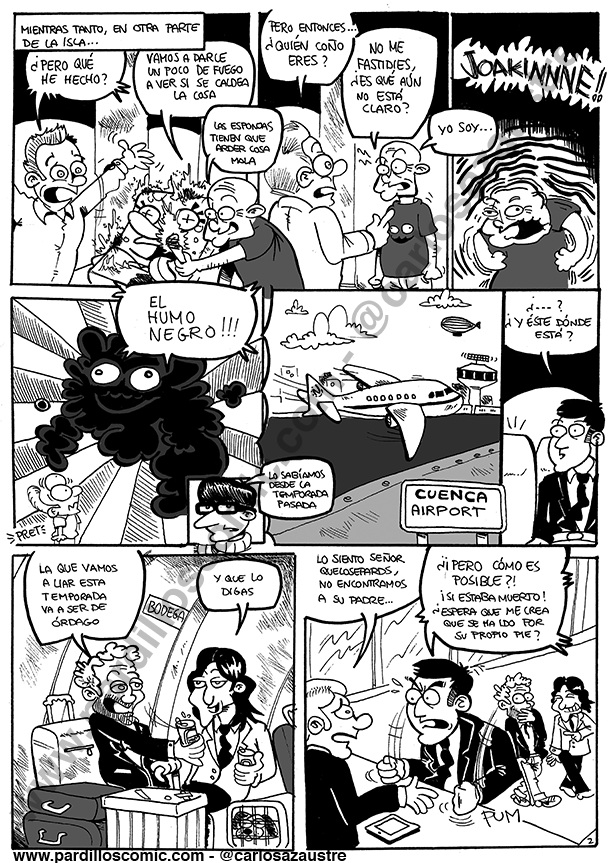 MIENTRAS TANTO, EN OTRA PARTE
DE LA ISLA...
¿PERO QUÉ
HE HECHO?
VAMOS A DARLE
UN POCO DE FUEGO
A VER SI SE CALDEA
LA COSA
LAS ESPONJAS
TIENEN QUE
ARDER COSA
MALA
¿PERO ENTONCES...
¿QUIÉN COÑO
ERES?
NO ME
FASTIDIES,
¿ES QUE AÚN
NO ESTÁ
CLARO?
YO SOY...
JOAKINNNE!!
EL
HUMO
NEGRO!!!
PRET
LO SABÍAMOS
DESDE LA
TEMPORADA
PASADA
CUENCA
AIRPORT
¿---?
¿Y ÉSTE DÓNDE
ESTÁ?
LA QUE VAMOS
A LIAR ESTA
TEMPORADA
VA A SER DE
ÓRDAGO
Y QUE LO
DIGAS
BODEGA
LO SIENTO SEÑOR
QUELOSEPARDS,
NO ENCONTRAMOS
A SU PADRE...
¿¡PERO CÓMO ES
POSIBLE?!
¡SI ESTABA MUERTO!
¿ESPERA QUE ME CREA
QUE SE HA IDO POR
SU PROPIO PIE?
PUM
2
www.pardilloscomic.com - @carlosazaustre